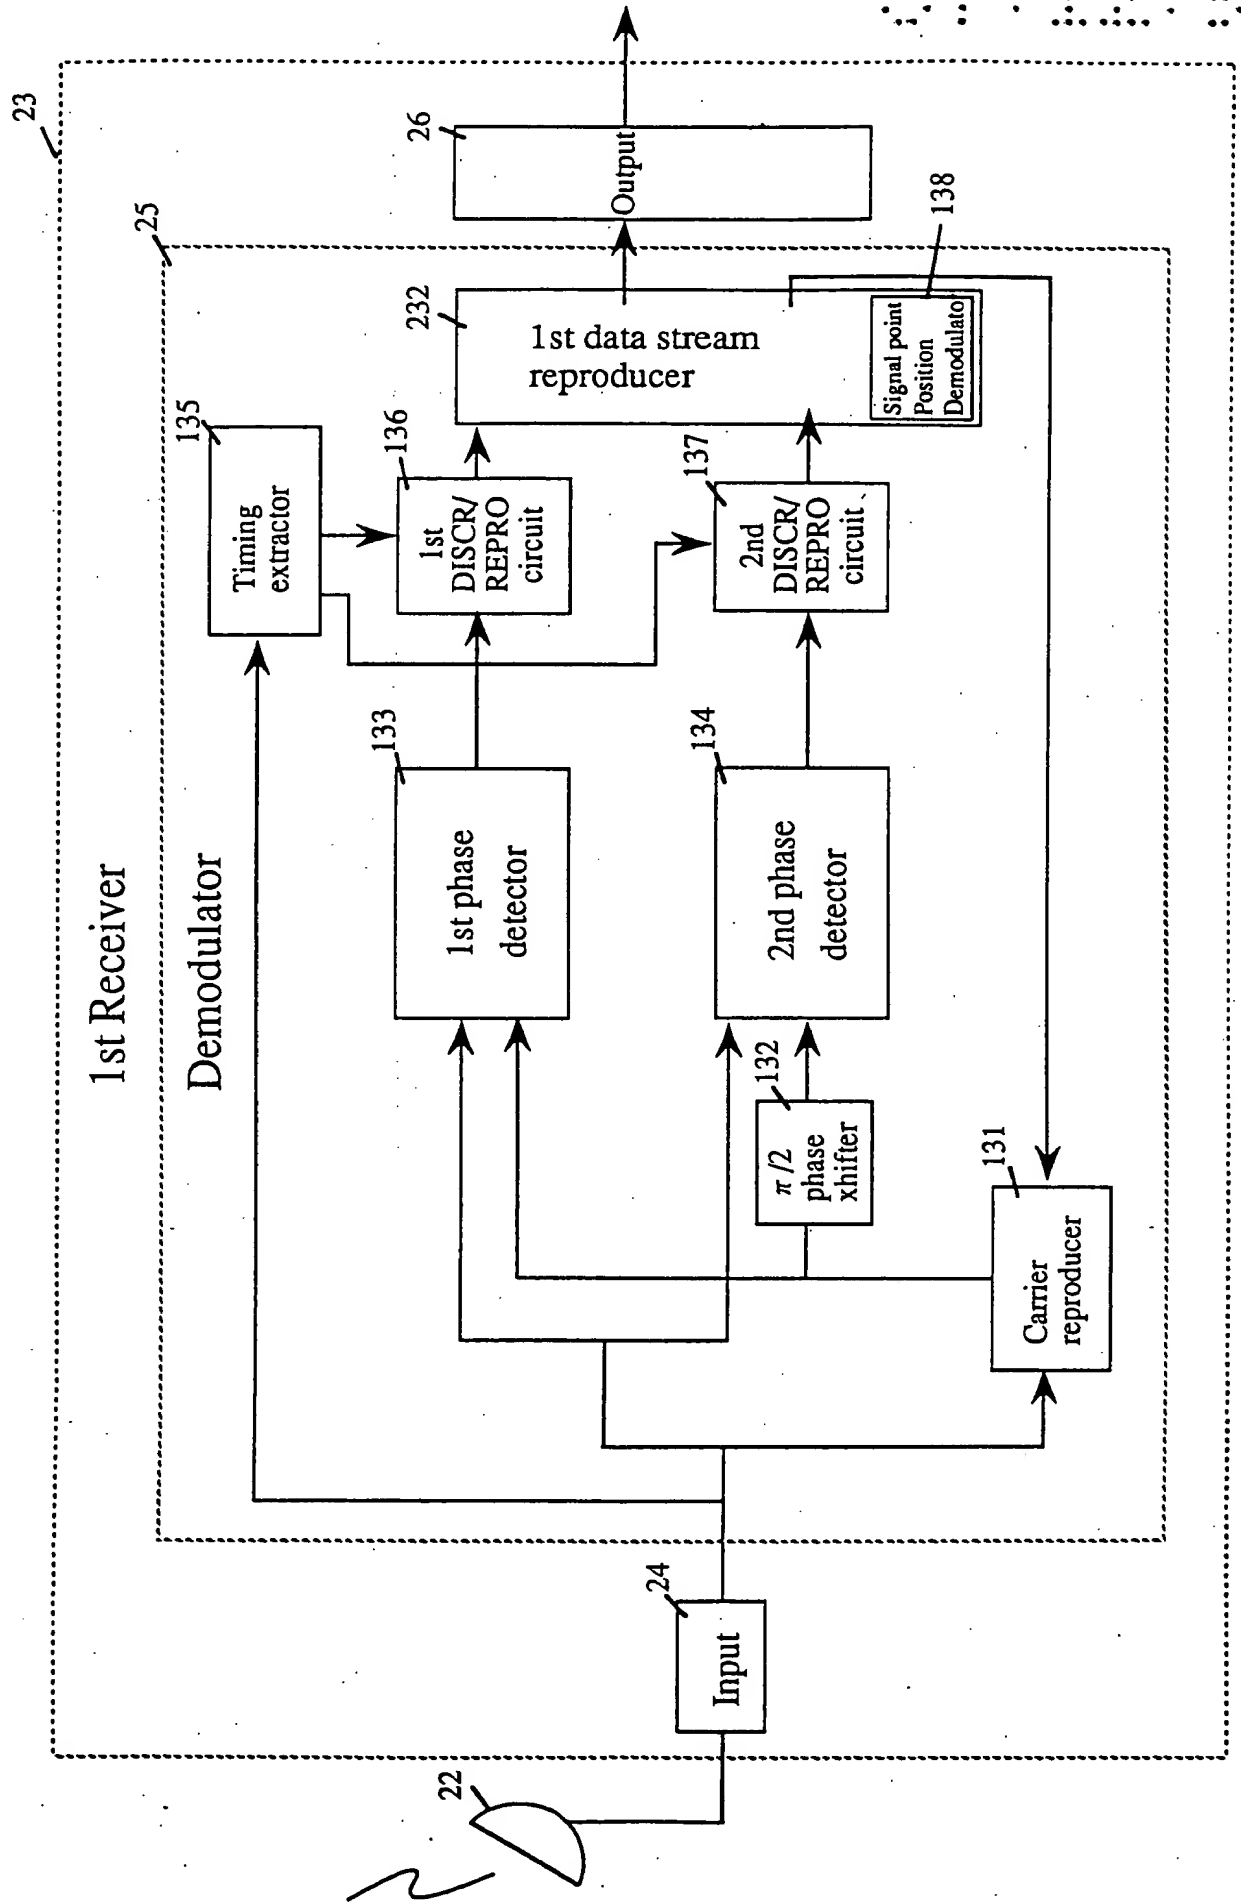 23
1st Receiver
25
Demodulator
135
Timing
extractor
133
1st phase
detector
136
1st
DISCR/
REPRO
circuit
232
1st data stream
reproducer
26
Output
134
2nd phase
detector
137
2nd
DISCR/
REPRO
circuit
138
Signal point
Position
Demodulator
132
π/2
phase
xhifter
131
Carrier
reproducer
24
Input
22